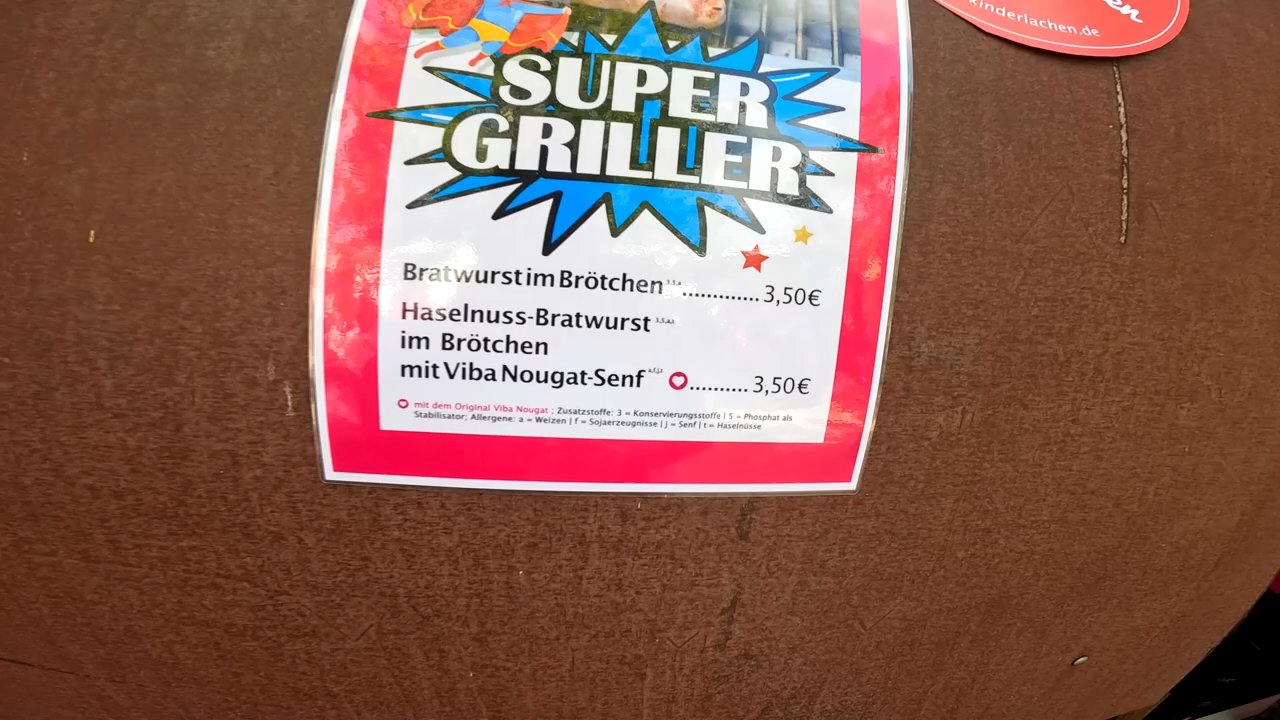 SUPER
GRILLER
Bratwurst im Brötchen ............. 3,50€
Haselnuss-Bratwurst
im Brötchen
mit Viba Nougat-Senf .......... 3,50€
mit dem Original Viba Nougat ; Zusatzstoffe: 3 = Konservierungsstoffe | 5 = Phosphat als
Stabilisator; Allergene: a = Weizen | f = Sojaerzeugnisse | j = Senf | t = Haselnüsse
kinderlachen.de